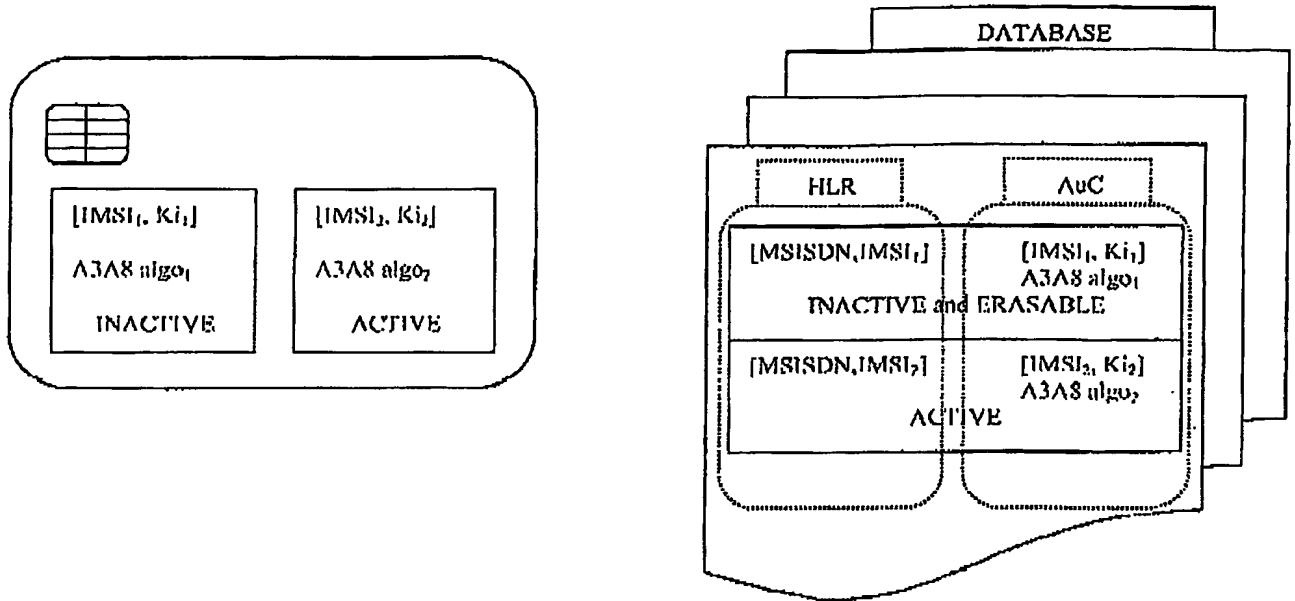 [IMSI₁, Ki₁]
A3A8 algo₁
INACTIVE
[IMSI₂, Ki₂]
A3A8 algo₂
ACTIVE
DATABASE
HLR
AuC
[MSISDN,IMSI₁]
[IMSI₁, Ki₁]
A3A8 algo₁
INACTIVE and ERASABLE
[MSISDN,IMSI₂]
[IMSI₂, Ki₂]
A3A8 algo₂
ACTIVE